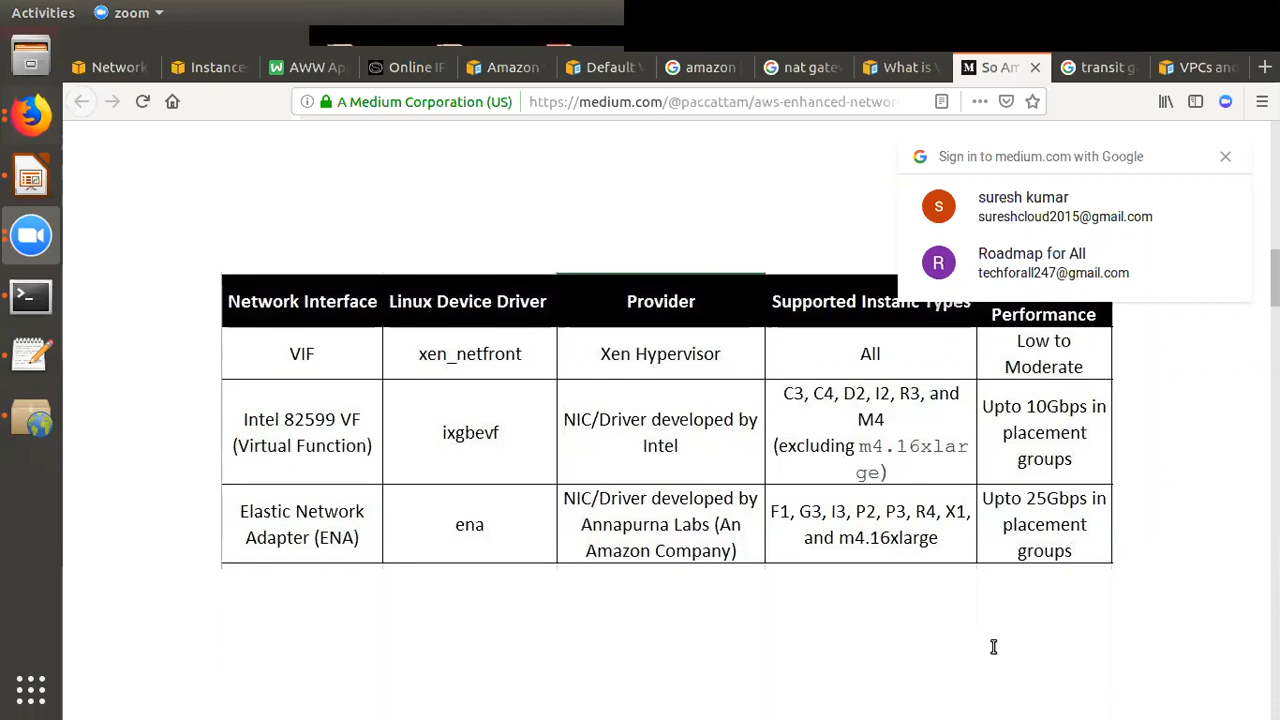 Activities zoom
Network Instance AWW Ap Online IP Amazon Default V amazon nat gate What is V So Am transit g VPCs and
A Medium Corporation (US) https://medium.com/@paccattam/aws-enhanced-networ
Sign in to medium.com with Google
s suresh kumar
sureshcloud2015@gmail.com
R Roadmap for All
techforall247@gmail.com
Network Interface Linux Device Driver Provider Supported Instanc Types
Performance
VIF xen_netfront Xen Hypervisor All Low to
Moderate
Intel 82599 VF
(Virtual Function)
ixgbevf
NIC/Driver developed by
Intel
C3, C4, D2, I2, R3, and
M4
(excluding m4.16xlar
ge)
Upto 10Gbps in
placement
groups
Elastic Network
Adapter (ENA)
ena
NIC/Driver developed by
Annapurna Labs (An
Amazon Company)
F1, G3, I3, P2, P3, R4, X1,
and m4.16xlarge
Upto 25Gbps in
placement
groups